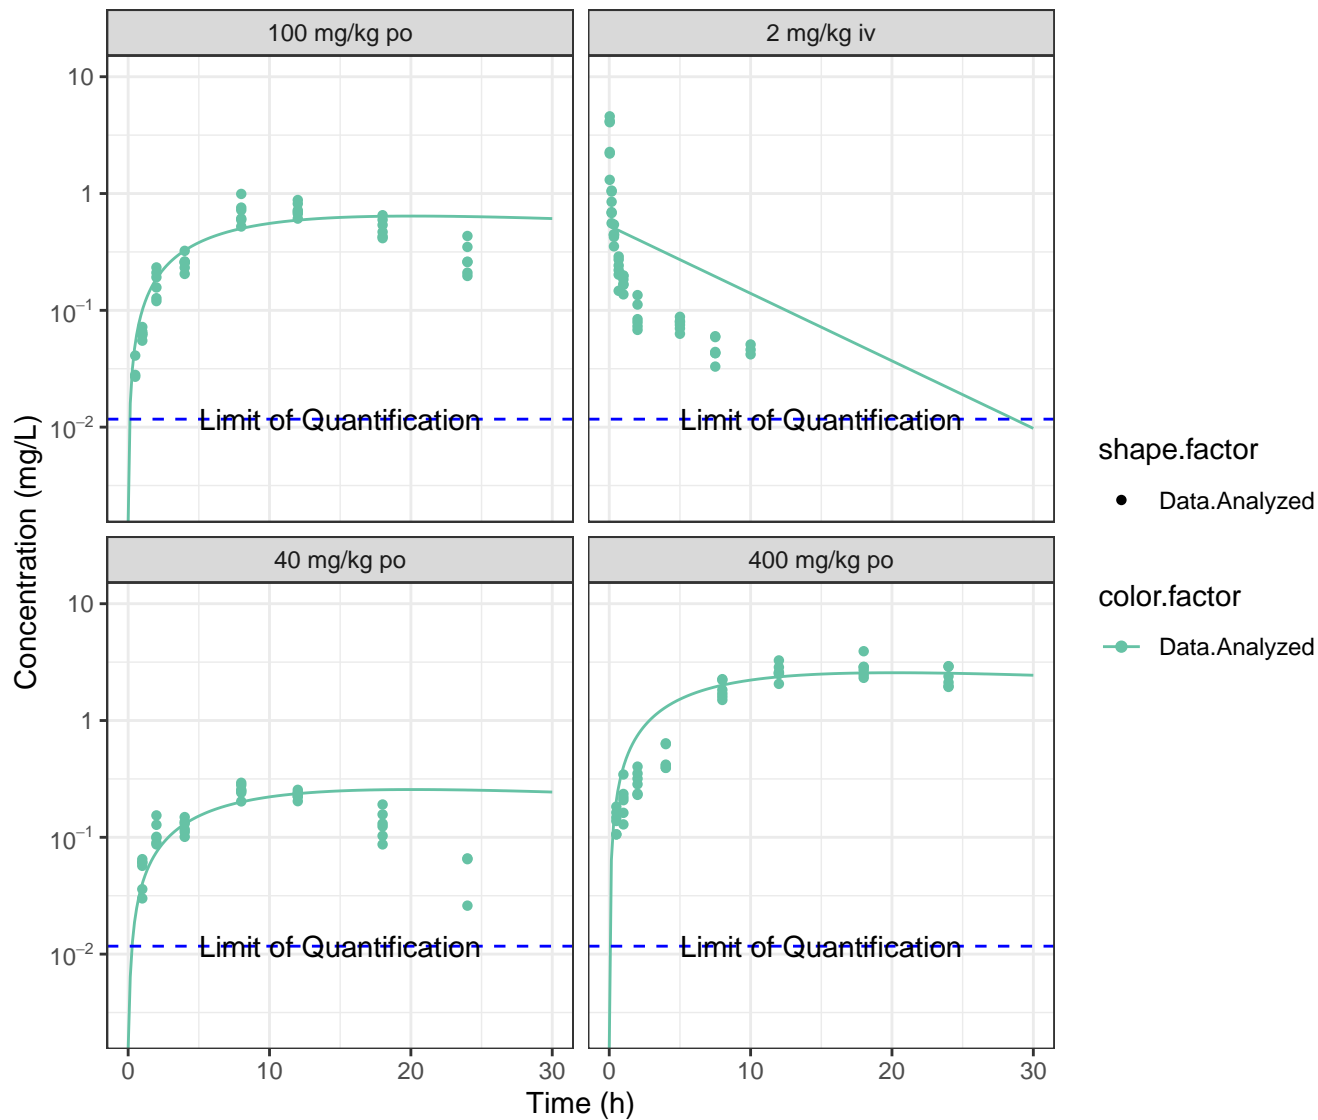 100 mg/kg po
2 mg/kg iv
10
1
10⁻¹
10⁻²
Limit of Quantification
Limit of Quantification
40 mg/kg po
400 mg/kg po
10
1
10⁻¹
10⁻²
Limit of Quantification
Limit of Quantification
0
10
20
30
0
10
20
30
Time (h)
Concentration (mg/L)
shape.factor
Data.Analyzed
color.factor
Data.Analyzed